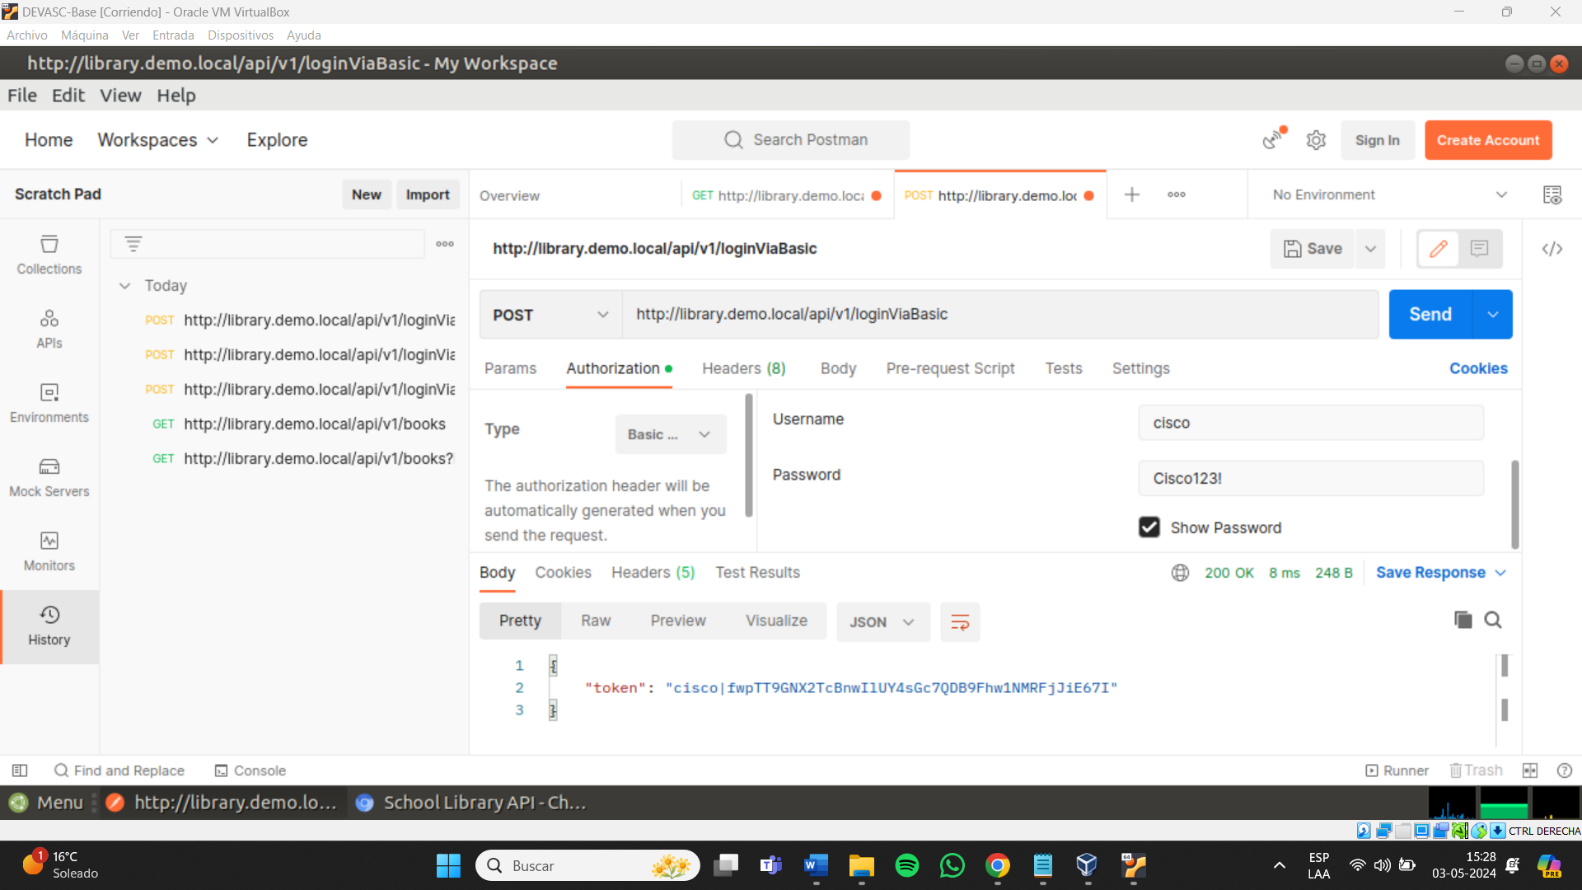 DEVASC-Base [Corriendo] - Oracle VM VirtualBox
Archivo Máquina Ver Entrada Dispositivos Ayuda
http://library.demo.local/api/v1/loginViaBasic - My Workspace
File Edit View Help
Home Workspaces Explore Search Postman Sign In Create Account
Scratch Pad New Import Overview GET http://library.demo.loca POST http://library.demo.loc No Environment
http://library.demo.local/api/v1/loginViaBasic Save
Collections
Today
POST http://library.demo.local/api/v1/loginVia
POST http://library.demo.local/api/v1/loginVia
POST http://library.demo.local/api/v1/loginVia
GET http://library.demo.local/api/v1/books
GET http://library.demo.local/api/v1/books?
APIs
Environments
Mock Servers
Monitors
History
POST http://library.demo.local/api/v1/loginViaBasic Send
Params Authorization Headers (8) Body Pre-request Script Tests Settings Cookies
Type Basic ...
The authorization header will be
automatically generated when you
send the request.
Username cisco
Password Cisco123!
Show Password
Body Cookies Headers (5) Test Results 200 OK 8 ms 248 B Save Response
Pretty Raw Preview Visualize JSON
1 {
2 "token": "cisco|fwpTT9GNX2TcBnwIlUY4sGc7QDB9Fhw1NMRFjJiE67I"
3 }
Find and Replace Console Runner Trash
Menu http://library.demo.lo... School Library API - Ch...
CTRL DERECHA
1 16°C
Soleado
Buscar
ESP
LAA
15:28
03-05-2024
PRE